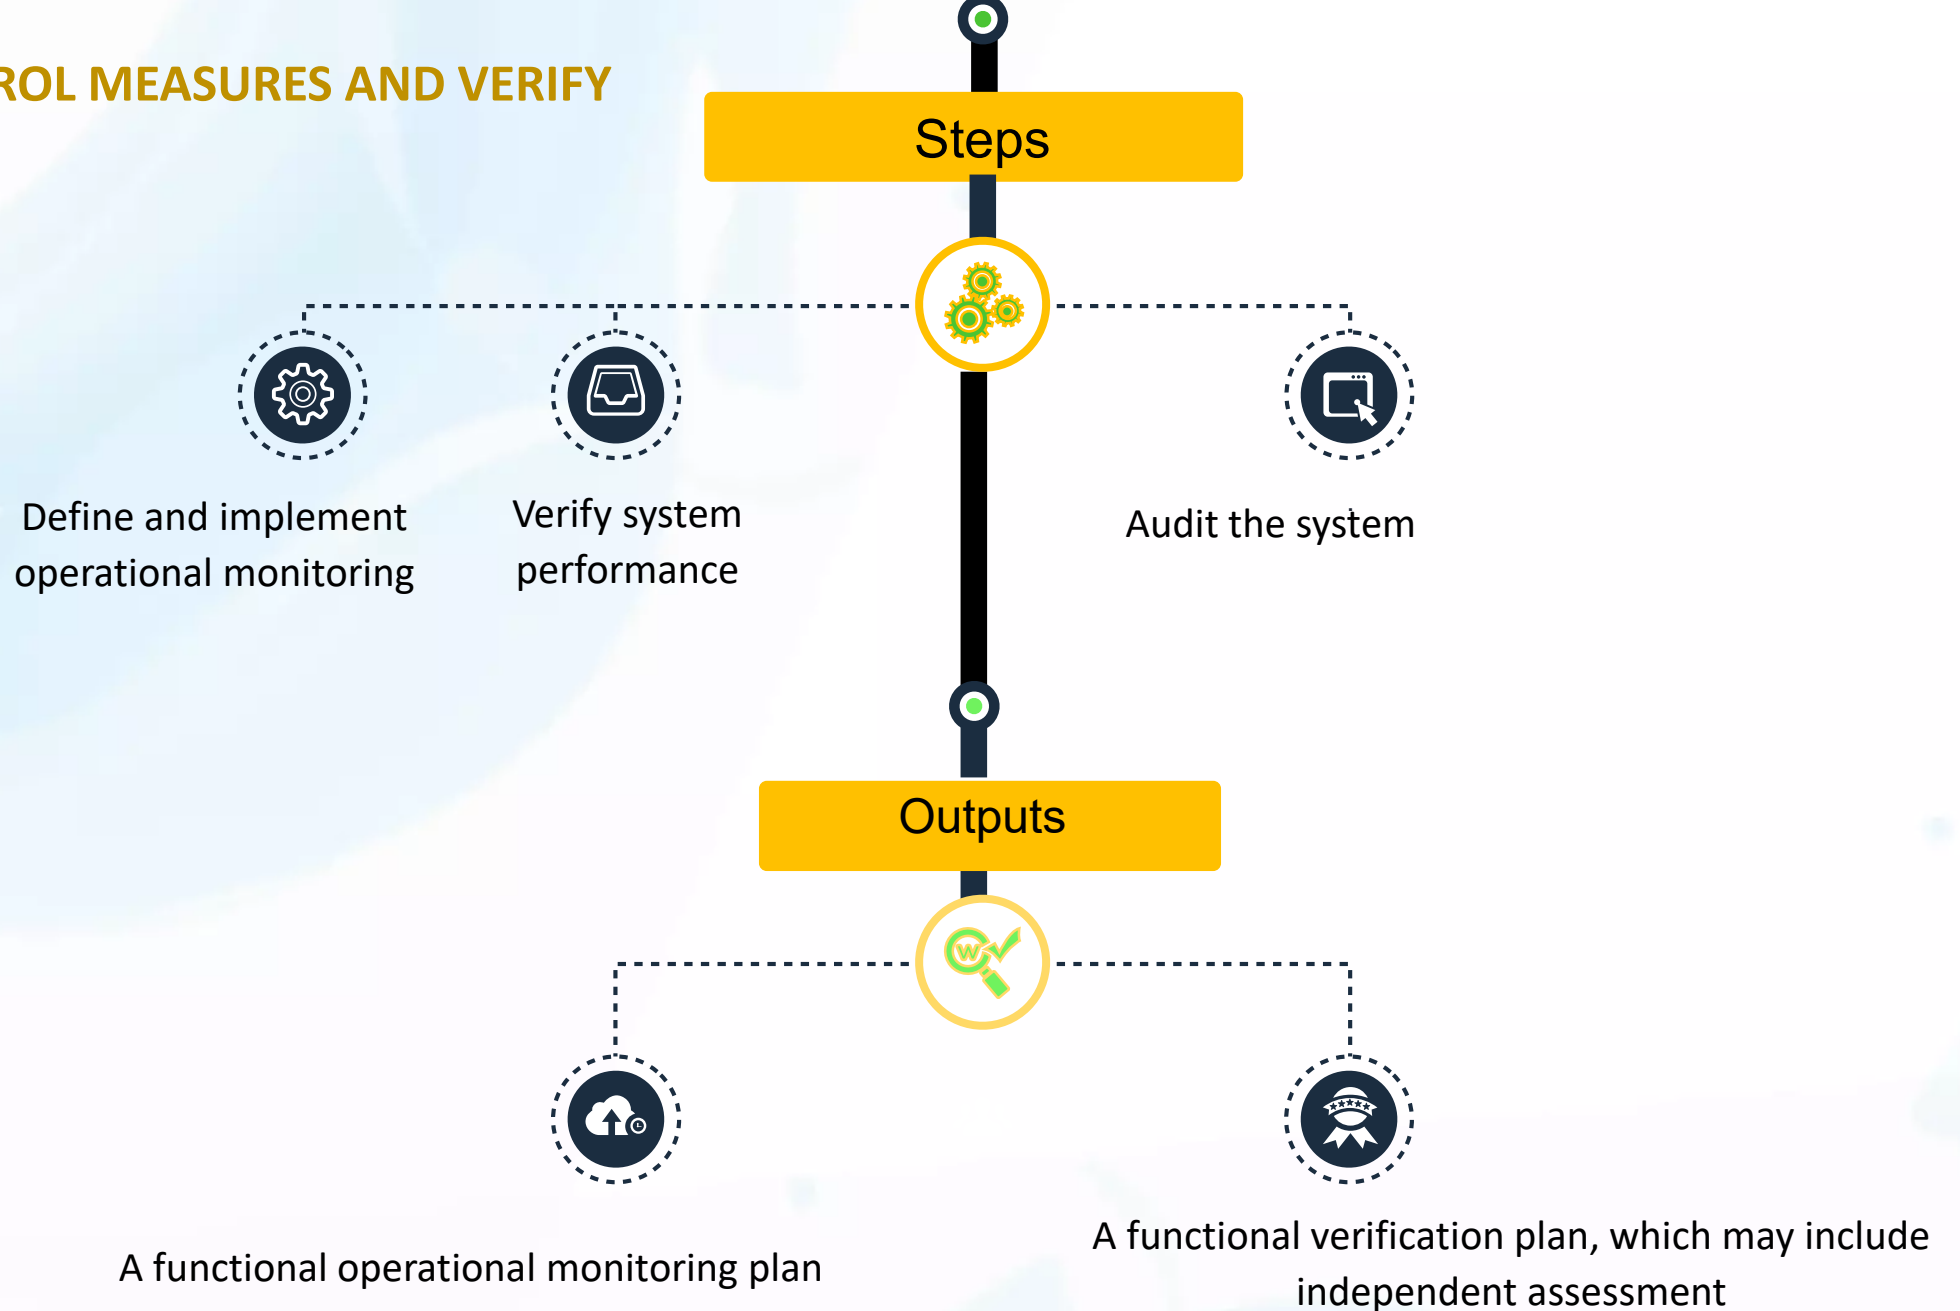 ROL MEASURES AND VERIFY
Steps
Define and implement
operational monitoring
Verify system
performance
Audit the system
Outputs
W
A functional operational monitoring plan
A functional verification plan, which may include
independent assessment